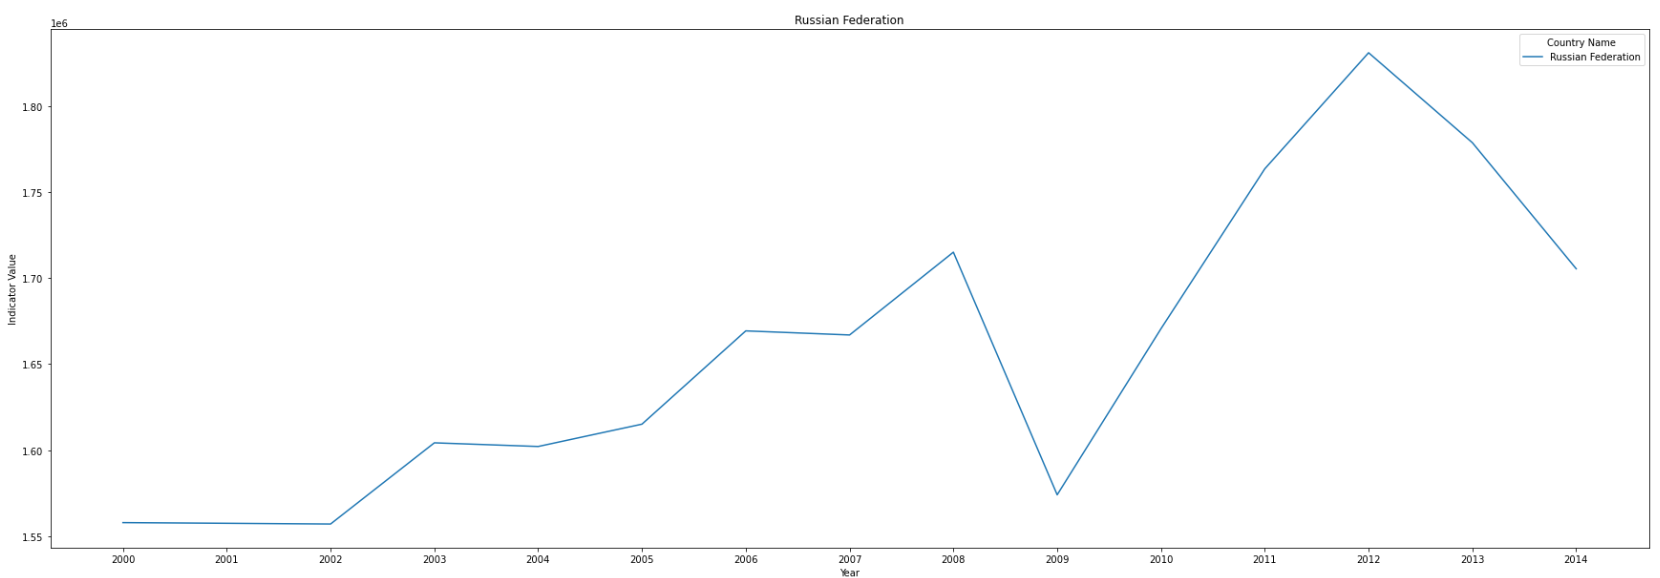 Russian Federation
1e6
Country Name
Russian Federation
1.80
1.75
1.70
1.65
1.60
1.55
Indicator Value
2000 2001 2002 2003 2004 2005 2006 2007 2008 2009 2010 2011 2012 2013 2014
Year